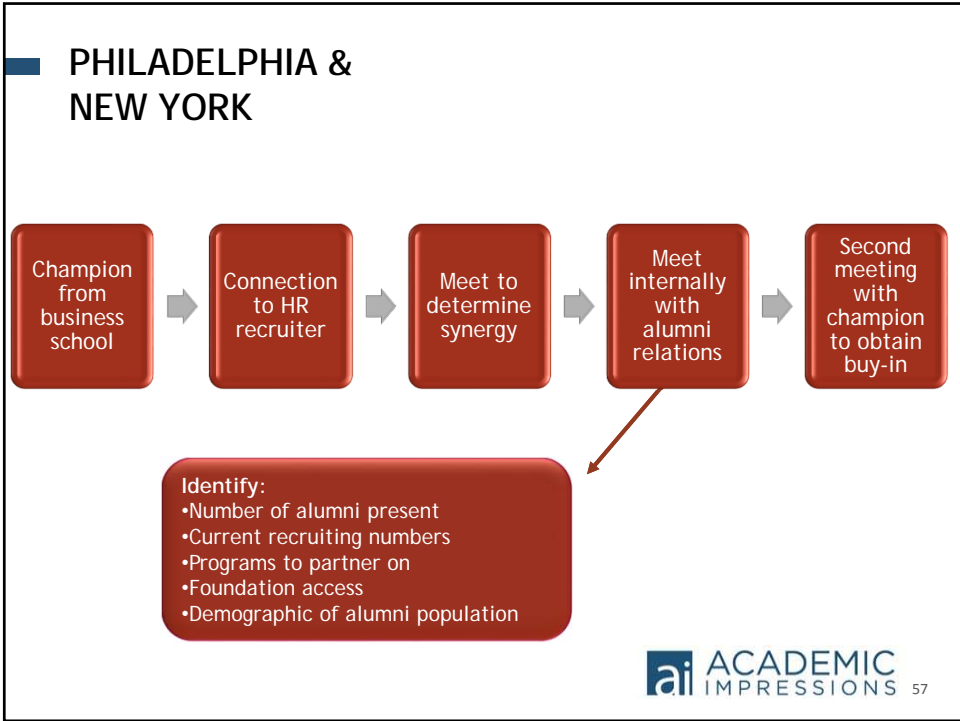 PHILADELPHIA &
NEW YORK
Champion
from
business
school
Connection
to HR
recruiter
Meet to
determine
synergy
Meet
internally
with
alumni
relations
Second
meeting
with
champion
to obtain
buy-in
Identify:
•Number of alumni present
•Current recruiting numbers
•Programs to partner on
•Foundation access
•Demographic of alumni population
ai ACADEMIC
IMPRESSIONS
57